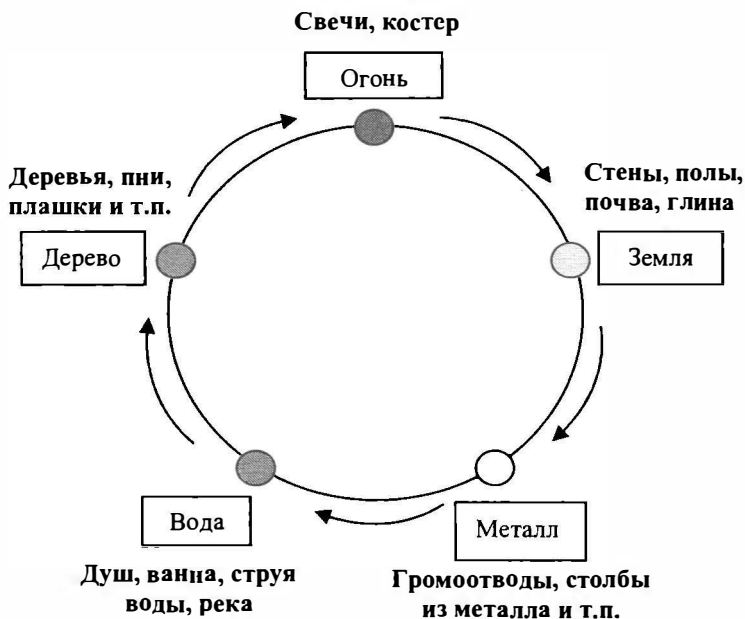 Свечи, костер
Огонь
Деревья, пни,
плашки и т.п.
Дерево
Стены, полы,
почва, глина
Земля
Вода
Душ, ванна, струя
воды, река
Металл
Громоотводы, столбы
из металла и т.п.